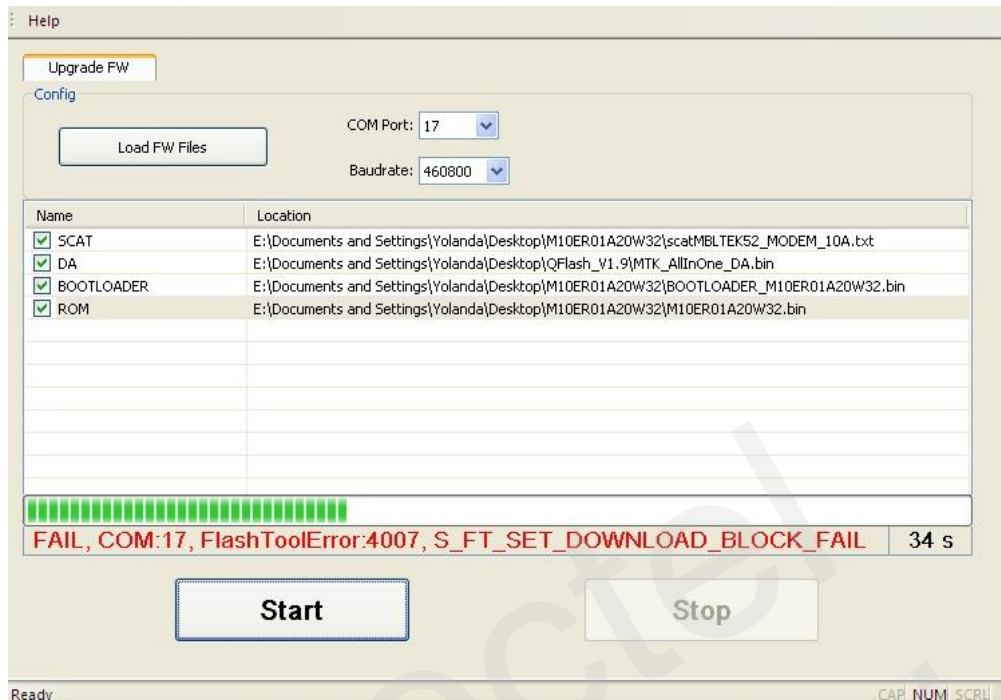 Help
Upgrade FW
Config
Load FW Files
COM Port: 17
Baudrate: 460800
Name Location
SCAT E:\Documents and Settings\Yolanda\Desktop\M10ER01A20W32\scatMBLTEK52_MODEM_10A.txt
DA E:\Documents and Settings\Yolanda\Desktop\QFlash_V1.9\MTK_AllInOne_DA.bin
BOOTLOADER E:\Documents and Settings\Yolanda\Desktop\M10ER01A20W32\BOOTLOADER_M10ER01A20W32.bin
ROM E:\Documents and Settings\Yolanda\Desktop\M10ER01A20W32\M10ER01A20W32.bin
FAIL, COM:17, FlashToolError:4007, S_FT_SET_DOWNLOAD_BLOCK_FAIL 34 s
Start Stop
Ready CAP NUM SCRL